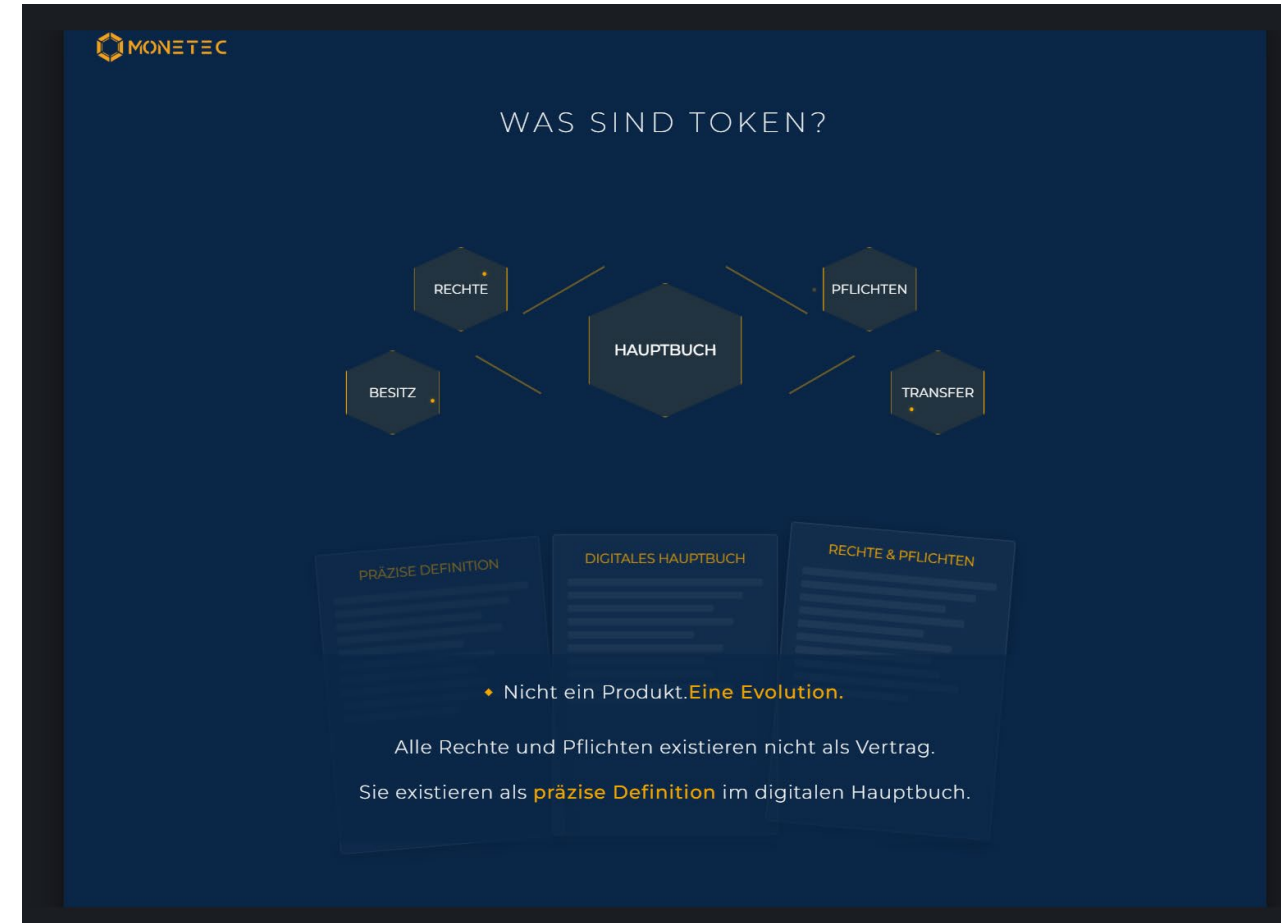 MONETEC
WAS SIND TOKEN?
RECHTE
PFLICHTEN
HAUPTBUCH
BESITZ
TRANSFER
PRÄZISE DEFINITION
DIGITALES HAUPTBUCH
RECHTE & PFLICHTEN
Nicht ein Produkt.Eine Evolution.
Alle Rechte und Pflichten existieren nicht als Vertrag.
Sie existieren als präzise Definition im digitalen Hauptbuch.